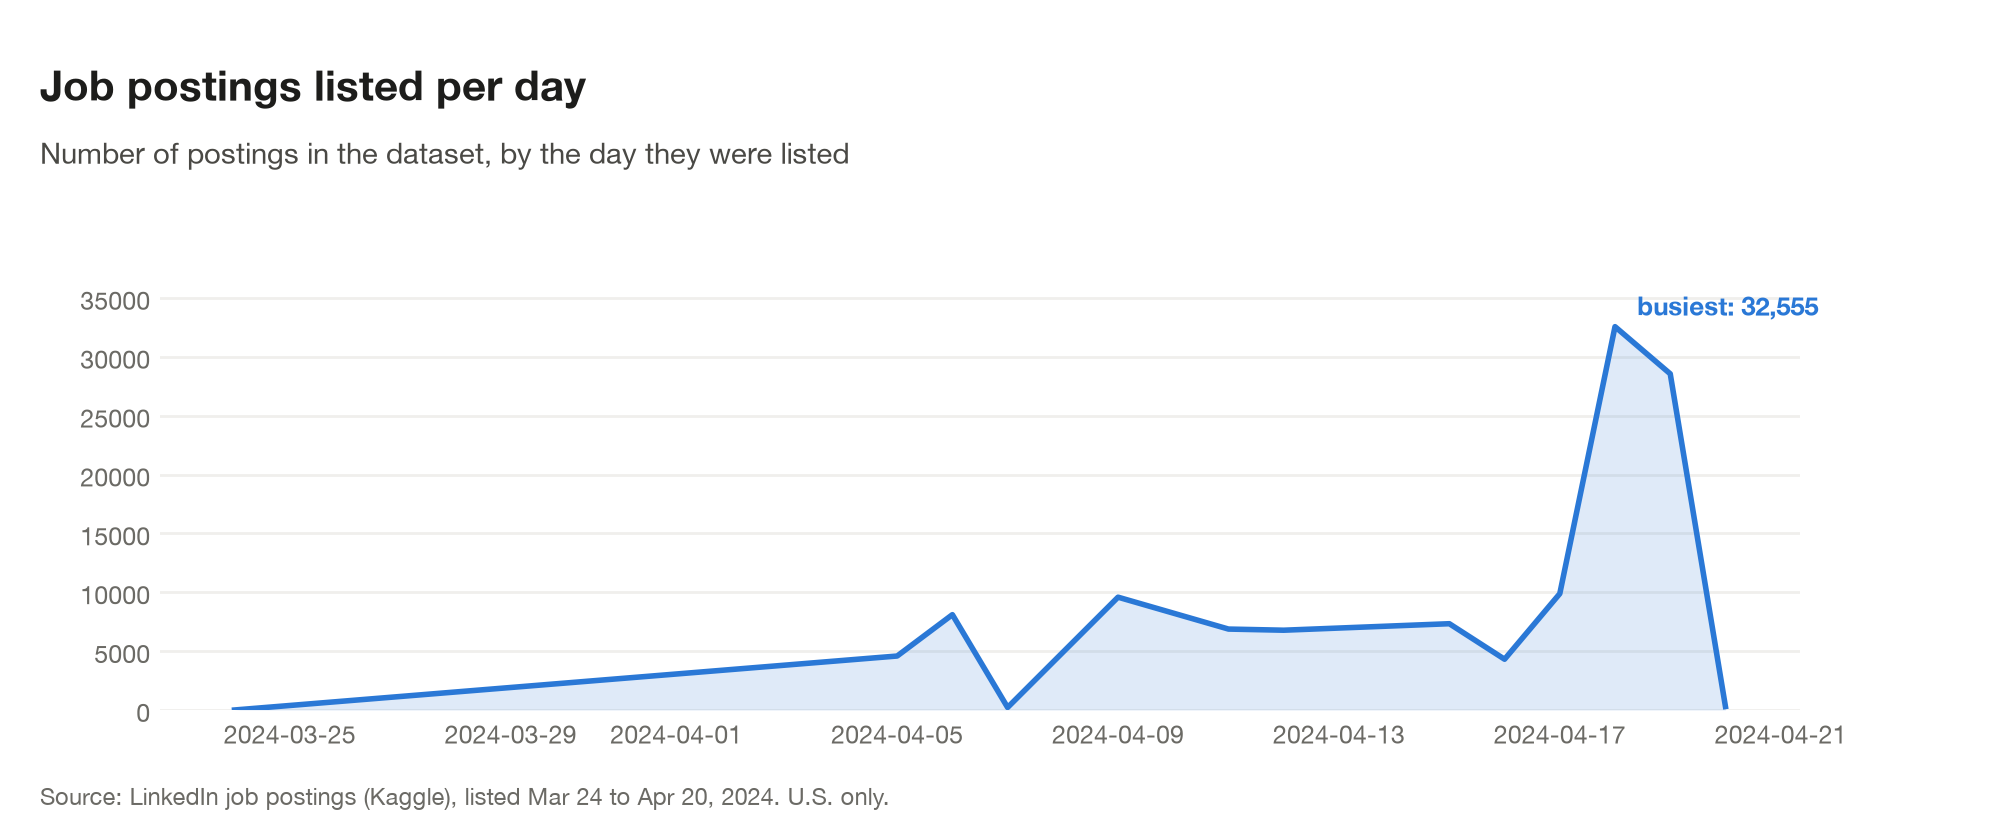 Job postings listed per day
Number of postings in the dataset, by the day they were listed
35000
busiest: 32,555
30000
25000
20000
15000
10000
5000
0
2024-03-25 2024-03-29 2024-04-01 2024-04-05 2024-04-09 2024-04-13 2024-04-17 2024-04-21
Source: LinkedIn job postings (Kaggle), listed Mar 24 to Apr 20, 2024. U.S. only.